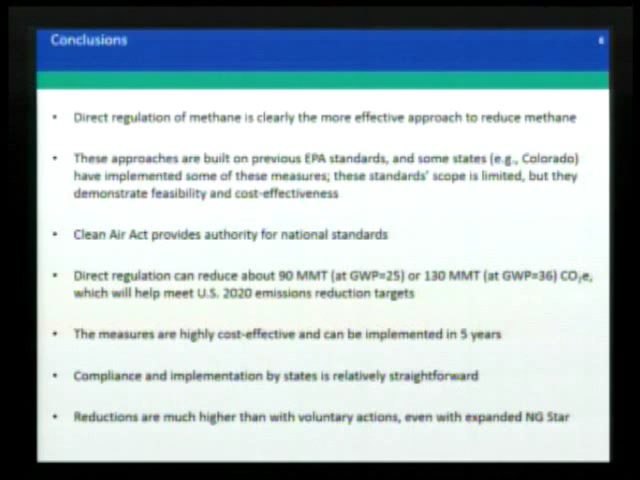 Conclusions
6
• Direct regulation of methane is clearly the more effective approach to reduce methane
• These approaches are built on previous EPA standards, and some states (e.g., Colorado)
have implemented some of these measures; these standards' scope is limited, but they
demonstrate feasibility and cost-effectiveness
• Clean Air Act provides authority for national standards
• Direct regulation can reduce about 90 MMT (at GWP=25) or 130 MMT (at GWP=36) CO₂e,
which will help meet U.S. 2020 emissions reduction targets
• The measures are highly cost-effective and can be implemented in 5 years
• Compliance and implementation by states is relatively straightforward
• Reductions are much higher than with voluntary actions, even with expanded NG Star